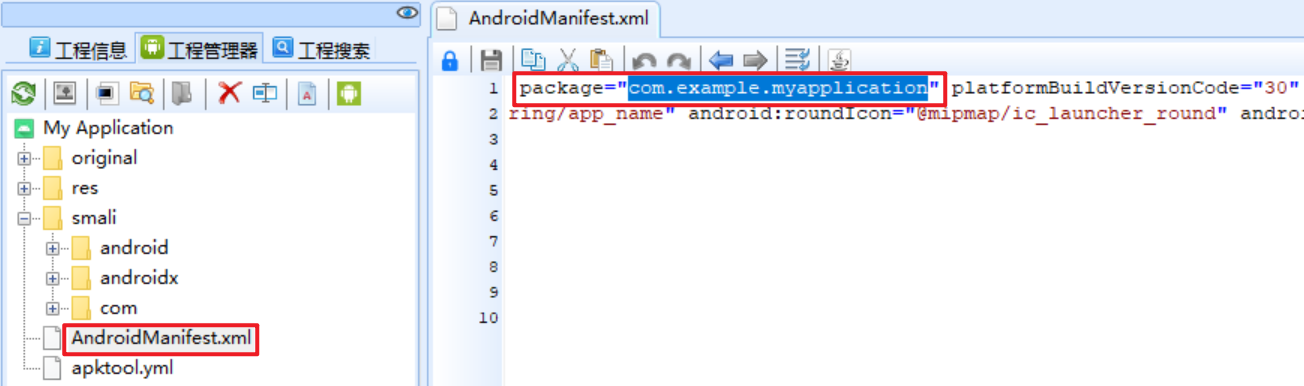 工程信息 工程管理器 工程搜索
My Application
original
res
smali
android
androidx
com
AndroidManifest.xml
apktool.yml
AndroidManifest.xml
1 package="com.example.myapplication" platformBuildVersionCode="30"
2 ring/app_name" android:roundIcon="@mipmap/ic_launcher_round" androi
3
4
5
6
7
8
9
10